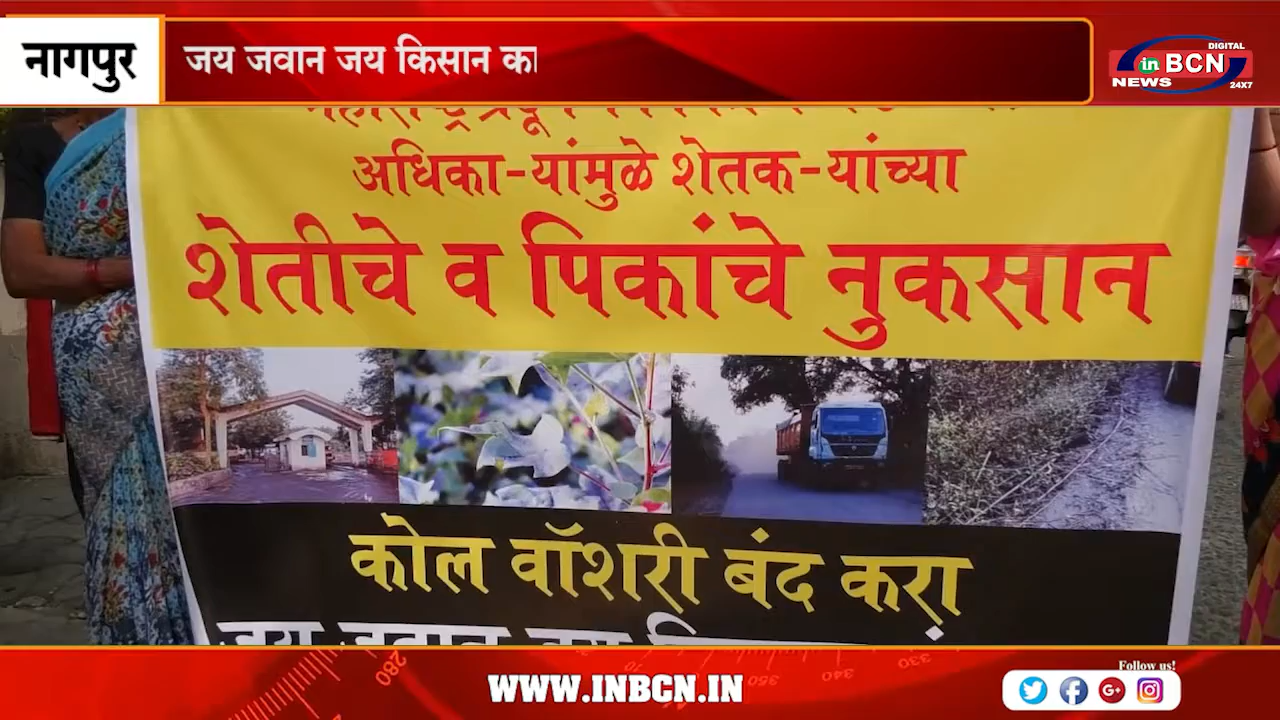 नागपुर
जय जवान जय किसान का
DIGITAL
in BCN
NEWS 24X7
अधिका-यांमुळे शेतक-यांच्या
शेतीचे व पिकांचे नुकसान
कोल वॉशरी बंद करा
WWW.INBCN.IN
Follow us!